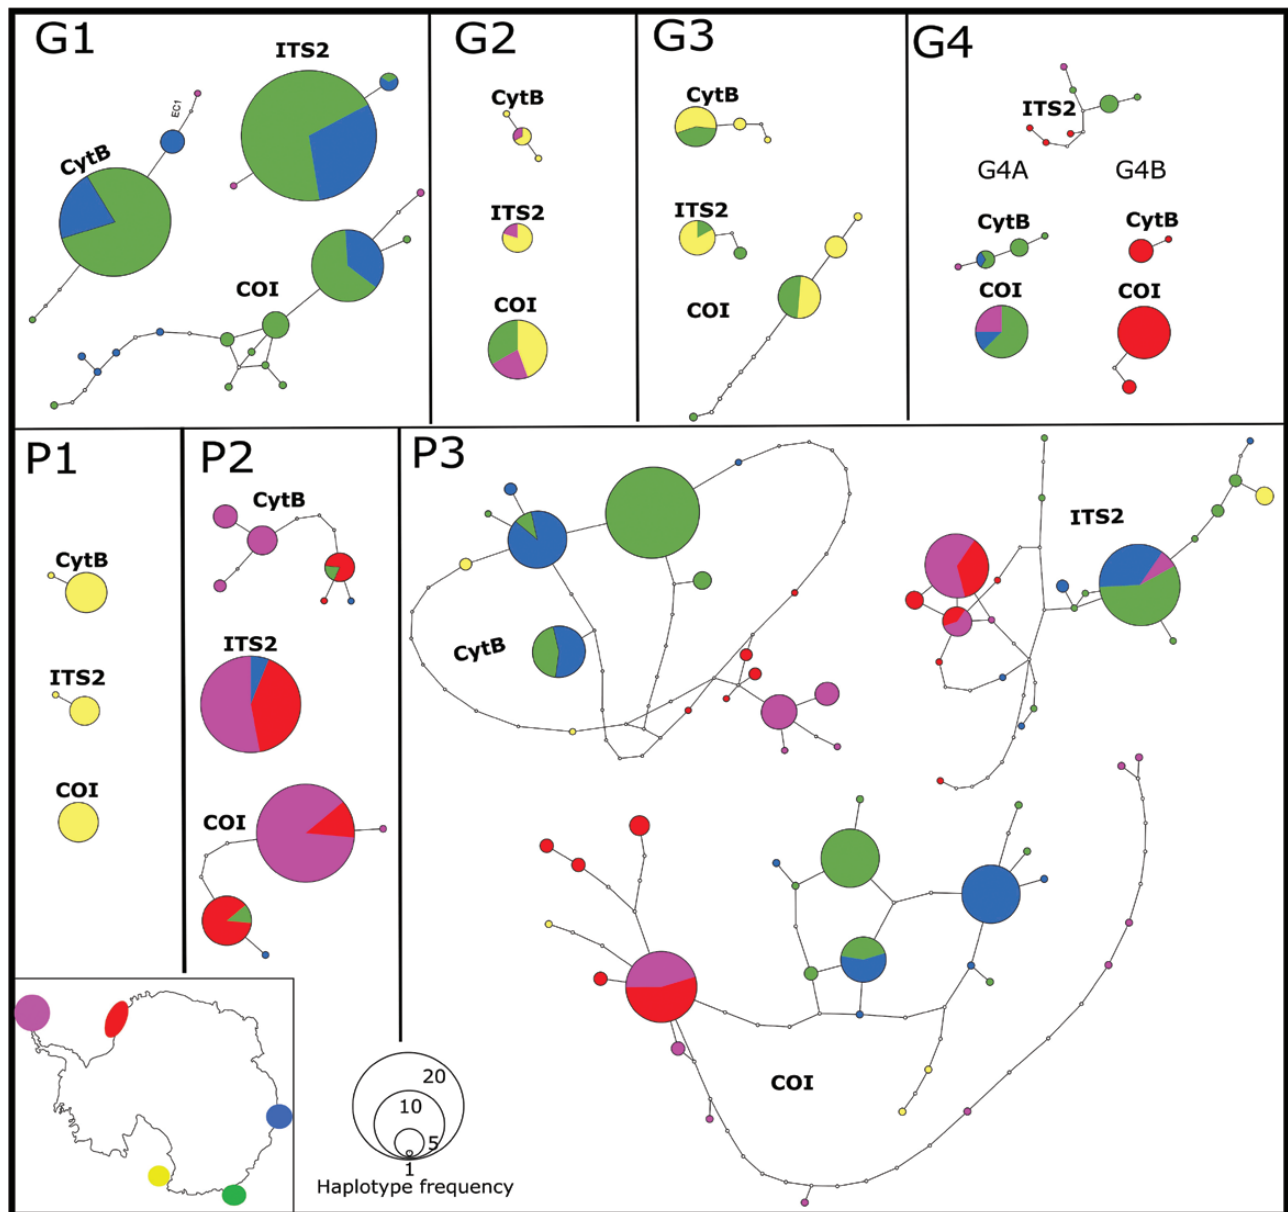 G1
ITS2
EC1
CytB
COI
G2
CytB
ITS2
COI
G3
CytB
ITS2
COI
G4
ITS2
G4A
G4B
CytB
CytB
COI
COI
P1
CytB
ITS2
COI
P2
CytB
ITS2
COI
P3
CytB
ITS2
COI
20
10
5
1
Haplotype frequency